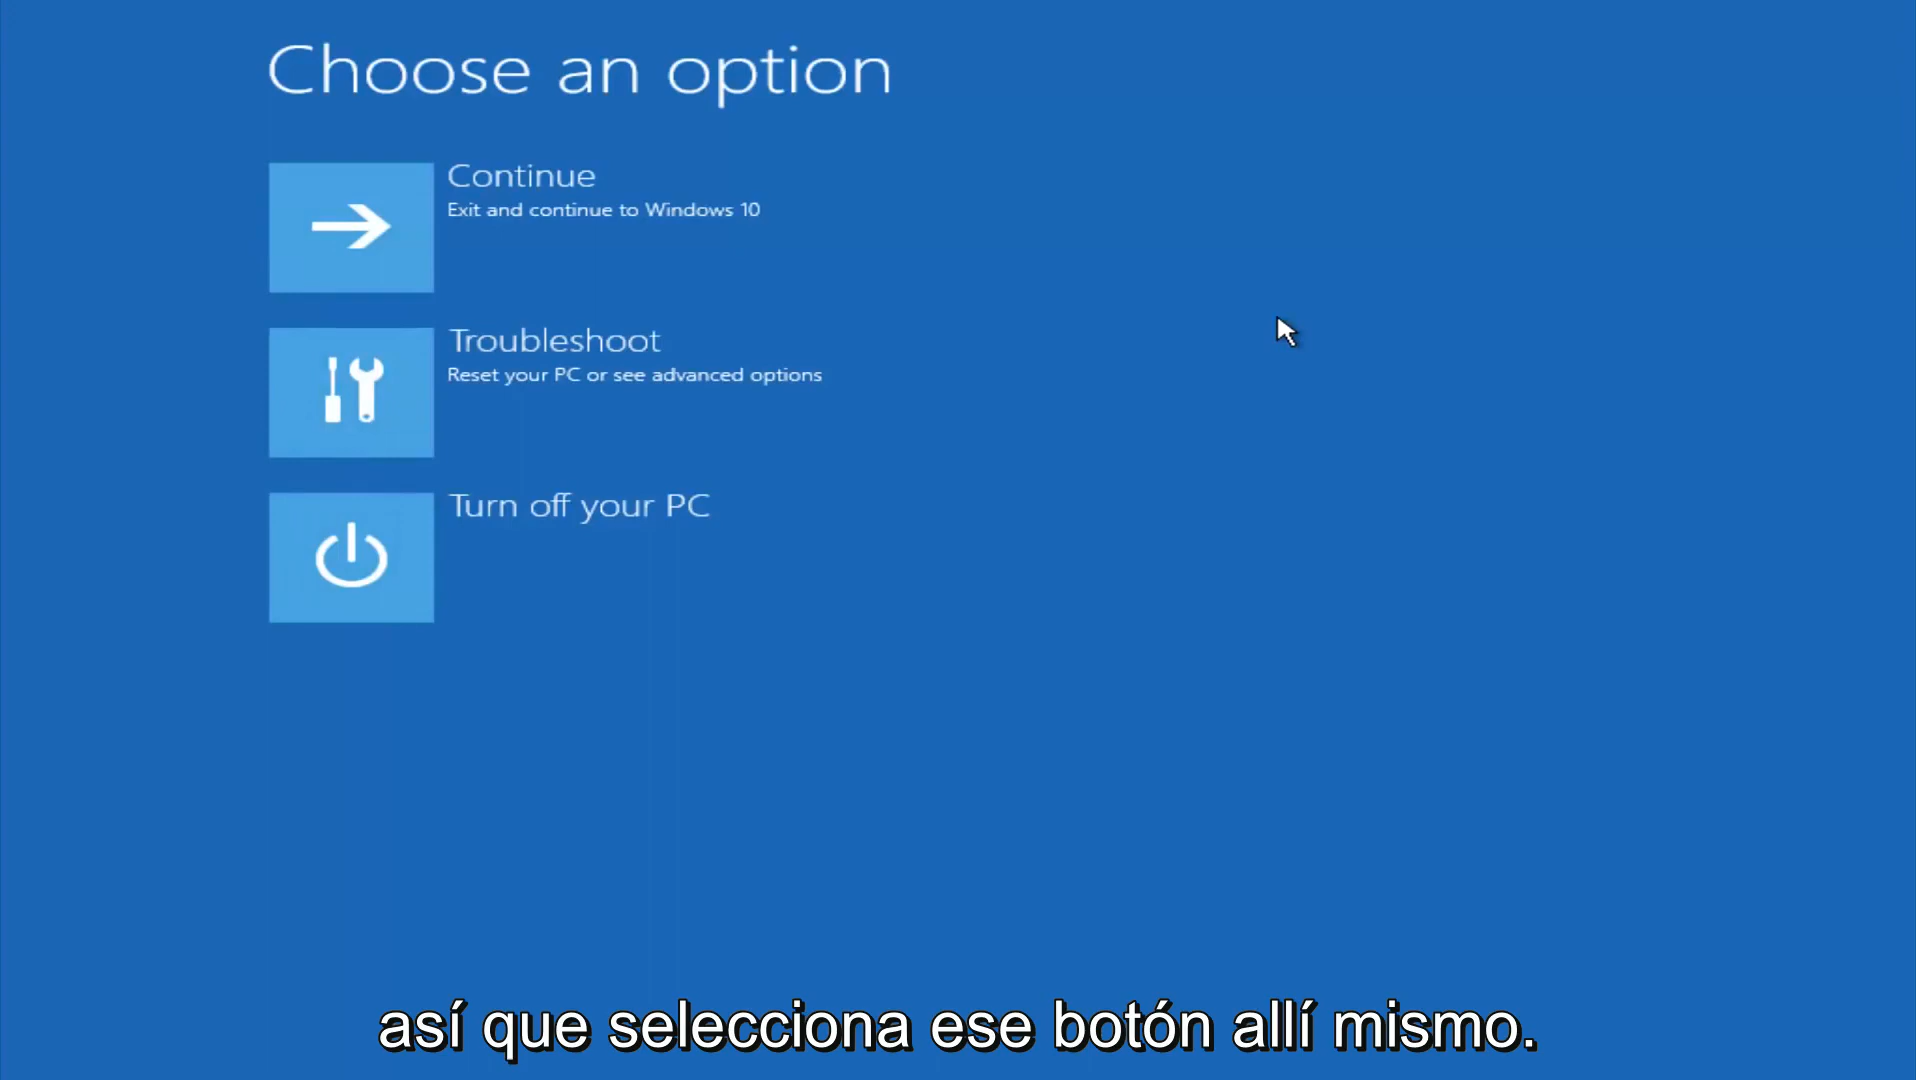 Choose an option
Continue
Exit and continue to Windows 10
Troubleshoot
Reset your PC or see advanced options
Turn off your PC
así que selecciona ese botón allí mismo.